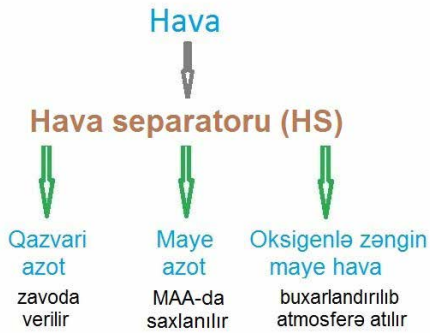 Hava
Hava separatoru (HS)
Qazvari
azot
zavoda
verilir
Maye
azot
MAA-da
saxlanılır
Oksigenlə zəngin
maye hava
buxarlandırılıb
atmosferə atılır